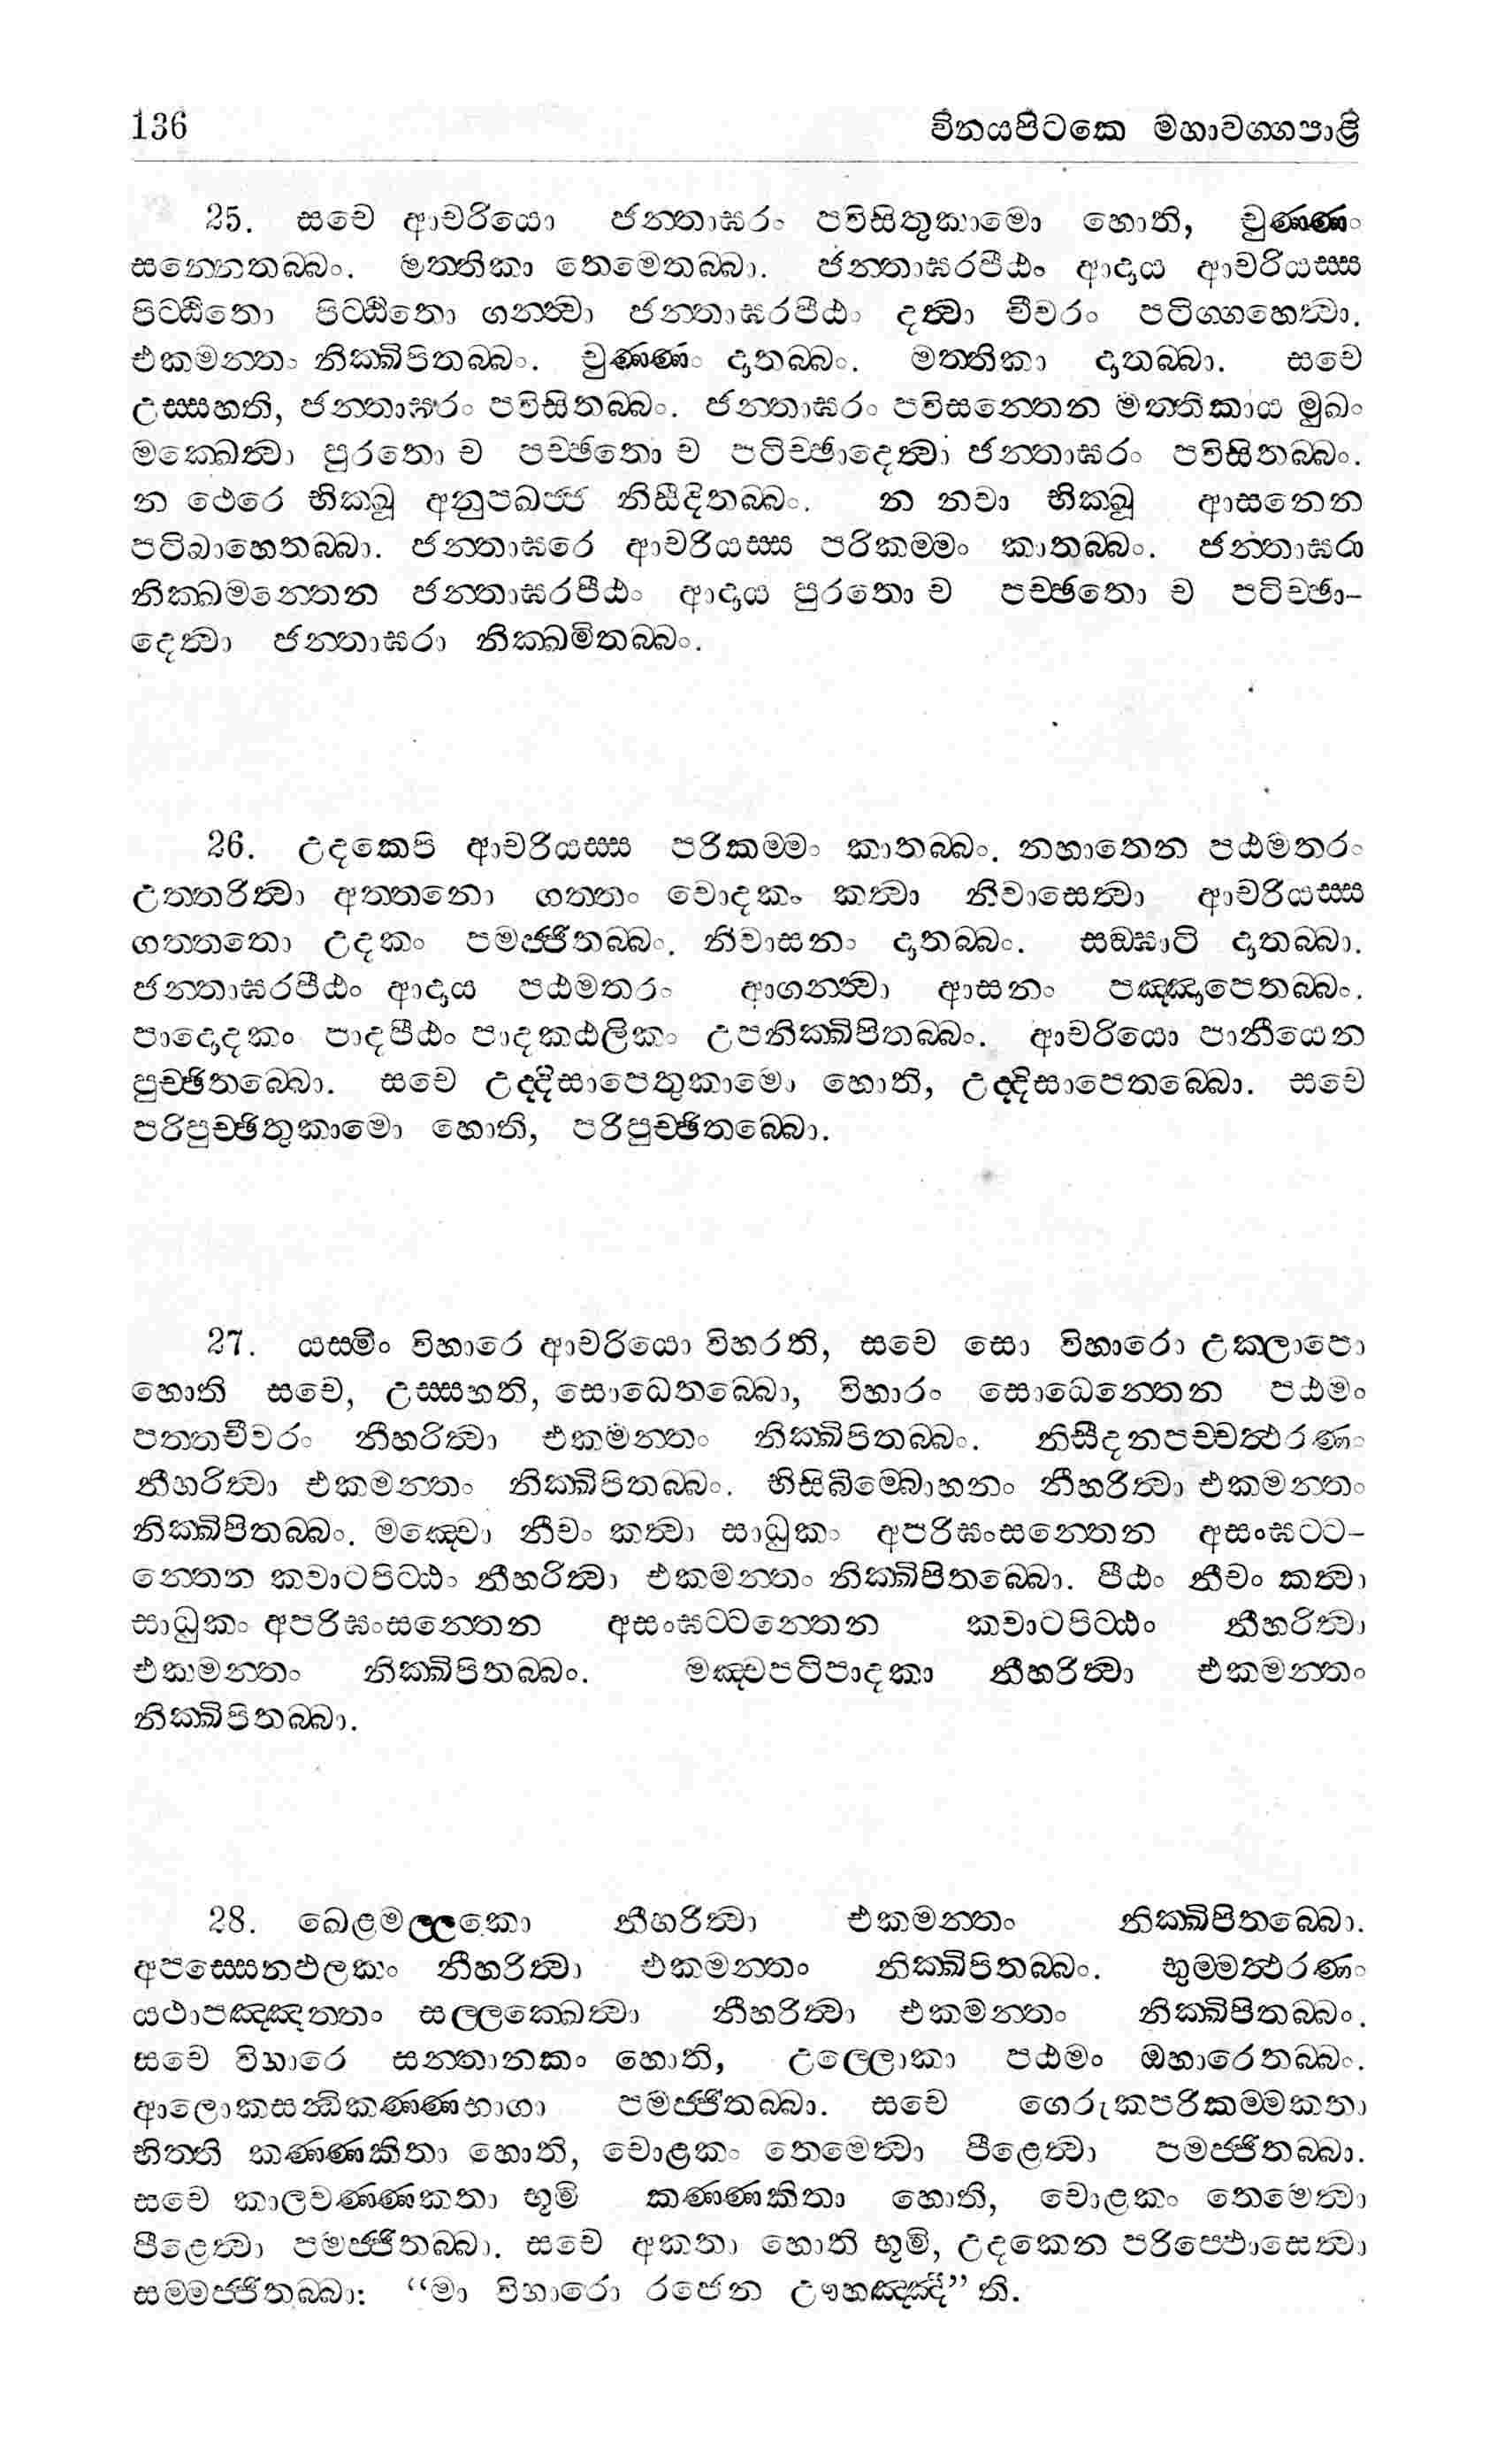 136 විනයපිටකෙ මහාවග්ගපාළි
25. සචෙ ආචරියො ජන්තාඝරං පවිසිතුකාමො හොති, චුණ්ණං
සන්නෙතබ්බං. මත්තිකා තෙමෙතබ්බා. ජන්තාඝරපීඨං ආදාය ආචරියස්ස
පිට්ඨිතො පිට්ඨිතො ගන්ත්වා ජන්තාඝරපීඨං දත්වා චීවරං පටිග්ගහෙත්වා.
එකමන්තං නික්ඛිපිතබ්බං. චුණ්ණං දාතබ්බං. මත්තිකා දාතබ්බා. සචෙ
උස්සහති, ජන්තාඝරං පවිසිතබ්බං. ජන්තාඝරං පවිසන්තෙන මත්තිකාය මුඛං
මක්ඛෙත්වා පුරතො ච පච්ඡතො ච පටිච්ඡාදෙත්වා ජන්තාඝරං පවිසිතබ්බං.
න ථෙරෙ භික්ඛූ අනුපඛජ්ජ නිසීදිතබ්බං. න නවා භික්ඛූ ආසනෙන
පටිබාහෙතබ්බා. ජන්තාඝරෙ ආචරියස්ස පරිකම්මං කාතබ්බං. ජන්තාඝරා
නික්ඛමන්තෙන ජන්තාඝරපීඨං ආදාය පුරතො ච පච්ඡතො ච පටිච්ඡා-
දෙත්වා ජන්තාඝරා නික්ඛමිතබ්බං.
26. උදකෙපි ආචරියස්ස පරිකම්මං කාතබ්බං. නහාතෙන පඨමතරං
උත්තරිත්වා අත්තනො ගත්තං වොදකං කත්වා නිවාසෙත්වා ආචරියස්ස
ගත්තතො උදකං පමජ්ජිතබ්බං. නිවාසනං දාතබ්බං. සඞ්ඝාටි දාතබ්බා.
ජන්තාඝරපීඨං ආදාය පඨමතරං ආගන්ත්වා ආසනං පඤ්ඤාපෙතබ්බං.
පාදොදකං පාදපීඨං පාදකඨලිකං උපනික්ඛිපිතබ්බං. ආචරියො පානීයෙන
පුච්ඡිතබ්බො. සචෙ උද්දිසාපෙතුකාමො හොති, උද්දිසාපෙතබ්බො. සචෙ
පරිපුච්ඡිතුකාමො හොති, පරිපුච්ඡිතබ්බො.
27. යස්මිං විහාරෙ ආචරියො විහරති, සචෙ සො විහාරො උක්ලාපො
හොති සචෙ, උස්සහති, සොධෙතබ්බො, විහාරං සොධෙන්තෙන පඨමං
පත්තචීවරං නීහරිත්වා එකමන්තං නික්ඛිපිතබ්බං. නිසීදනපච්චත්ථරණං
නීහරිත්වා එකමන්තං නික්ඛිපිතබ්බං. භිසිබිම්බොහනං නීහරිත්වා එකමන්තං
නික්ඛිපිතබ්බං. මඤ්චො නීචං කත්වා සාධුකං අපරිඝංසන්තෙන අසංඝට්ට-
න්තෙන කවාටපිට්ඨං නීහරිත්වා එකමන්තං නික්ඛිපිතබ්බො. පීඨං නීචං කත්වා
සාධුකං අපරිඝංසන්තෙන අසංඝට්ටන්තෙන කවාටපිට්ඨං නීහරිත්වා
එකමන්තං නික්ඛිපිතබ්බං. මඤ්චපටිපාදකා නීහරිත්වා එකමන්තං
නික්ඛිපිතබ්බා.
28. ඛෙළමල්ලකො නීහරිත්වා එකමන්තං නික්ඛිපිතබ්බො.
අපස්සෙනඵලකං නීහරිත්වා එකමන්තං නික්ඛිපිතබ්බං. භුම්මත්ථරණං
යථාපඤ්ඤත්තං සල්ලක්ඛෙත්වා නීහරිත්වා එකමන්තං නික්ඛිපිතබ්බං.
සචෙ විහාරෙ සන්තානකං හොති, උල්ලොකා පඨමං ඔහාරෙතබ්බං.
ආලොකසන්ධිකණ්ණභාගා පමජ්ජිතබ්බා. සචෙ ගෙරුකපරිකම්මකතා
භිත්ති කණ්ණකිතා හොති, චොළකං තෙමෙත්වා පීළෙත්වා පමජ්ජිතබ්බා.
සචෙ කාලවණ්ණකතා භූමි කණ්ණකිතා හොති, චොළකං තෙමෙත්වා
පීළෙත්වා පමජ්ජිතබ්බා. සචෙ අකතා හොති භූමි, උදකෙන පරිප්ඵොසෙත්වා
සම්මජ්ජිතබ්බා: “මා විහාරො රජෙන ඌහඤ්ඤී” ති.